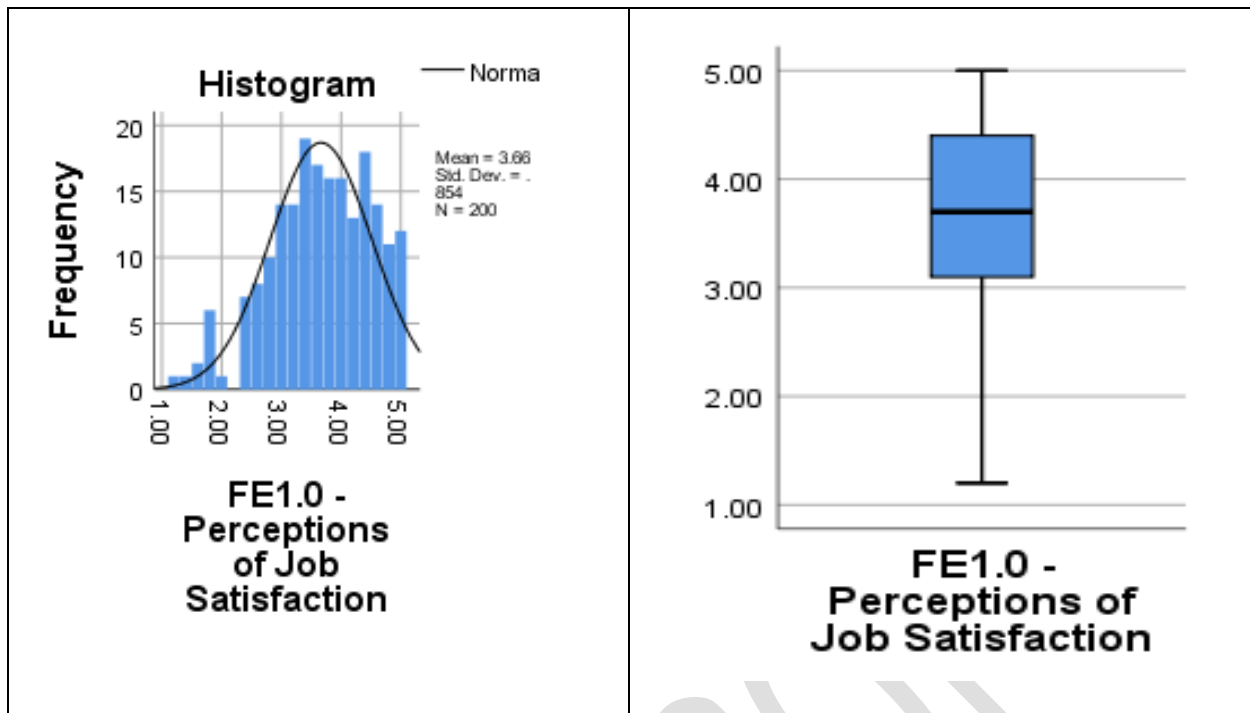 Histogram
Norma
Frequency
20
15
10
5
0
Mean = 3.66
Std. Dev. = .
854
N = 200
1.00
2.00
3.00
4.00
5.00
FE1.0 -
Perceptions
of Job
Satisfaction
5.00
4.00
3.00
2.00
1.00
FE1.0 -
Perceptions of
Job Satisfaction